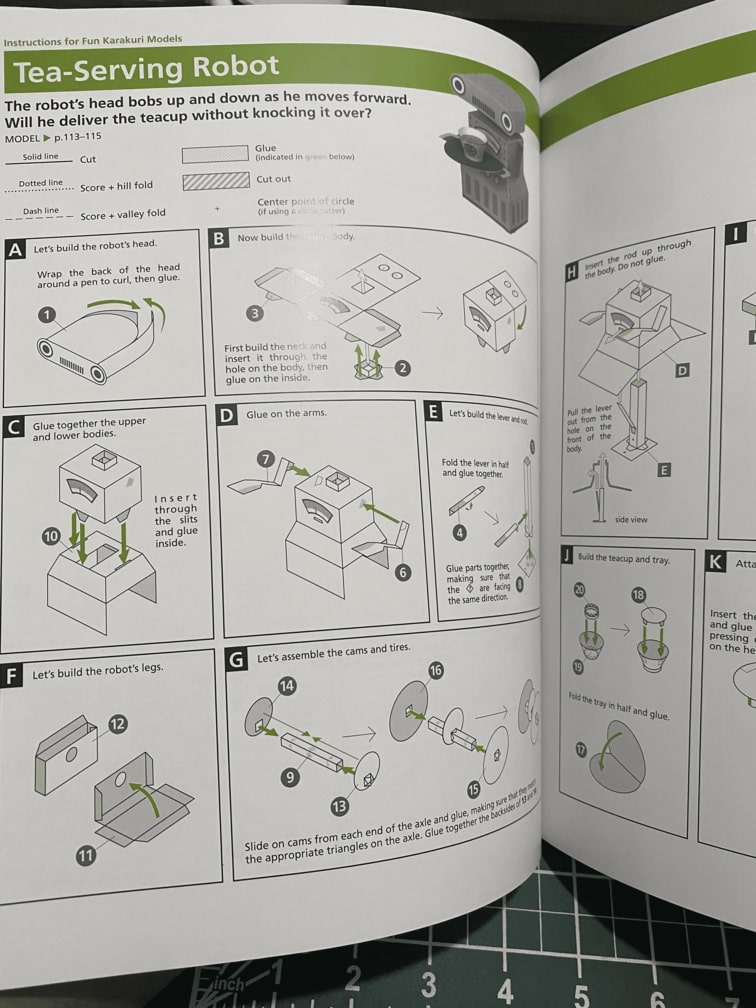 Instructions for Fun Karakuri Models
Tea-Serving Robot
The robot's head bobs up and down as he moves forward.
Will he deliver the teacup without knocking it over?
MODEL ▶ p.113–115
Solid line
Cut
Dotted line
Score + hill fold
Dash line
Score + valley fold
Glue
(indicated in green below)
Cut out
+
Center point of circle
(if using a circle cutter)
A
Let's build the robot's head.
Wrap the back of the head
around a pen to curl, then glue.
1
B
Now build the body.
3
First build the neck and
insert it through the
hole on the body, then
glue on the inside.
2
C
Glue together the upper
and lower bodies.
Insert
through
the slits
and glue
inside.
10
D
Glue on the arms.
7
6
E
Let's build the lever and rod.
Fold the lever in half
and glue together.
4
Glue parts together,
making sure that
the are facing
the same direction.
F
Let's build the robot's legs.
12
11
G
Let's assemble the cams and tires.
14
16
9
13
15
Slide on cams from each end of the axle and glue, making sure that they
the appropriate triangles on the axle. Glue together the backsides of 13 and
H
Insert the rod up through
the body. Do not glue.
D
Pull the lever
out from the
hole on the
front of the
body.
E
side view
I
J
Build the teacup and tray.
20
18
19
Fold the tray in half and glue.
17
K
Atta
Insert the
and glue
pressing
on the he
inch
1
2
3
4
5
6